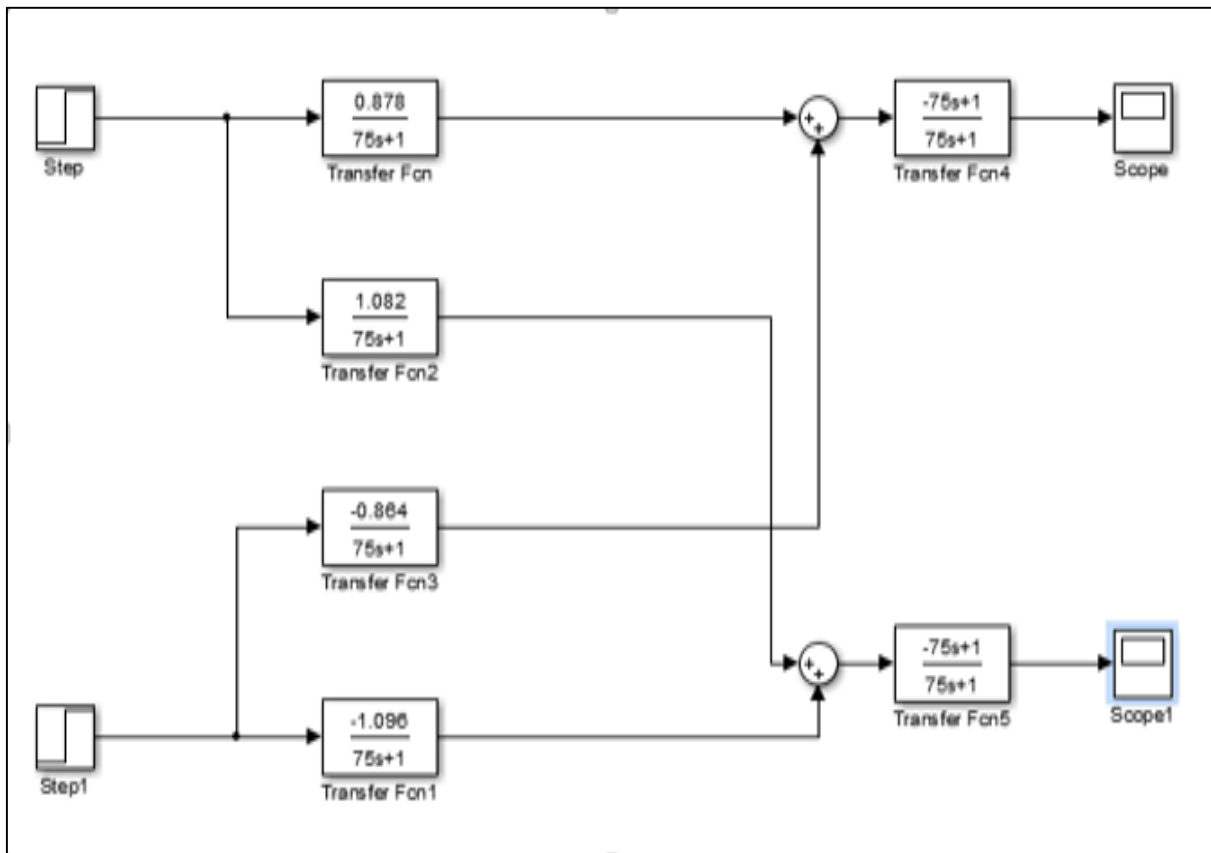 Step
0.878
75s+1
Transfer Fcn
+
+
-75s+1
75s+1
Transfer Fcn4
Scope
1.082
75s+1
Transfer Fcn2
-0.864
75s+1
Transfer Fcn3
Step1
-1.096
75s+1
Transfer Fcn1
+
+
-75s+1
75s+1
Transfer Fcn5
Scope1